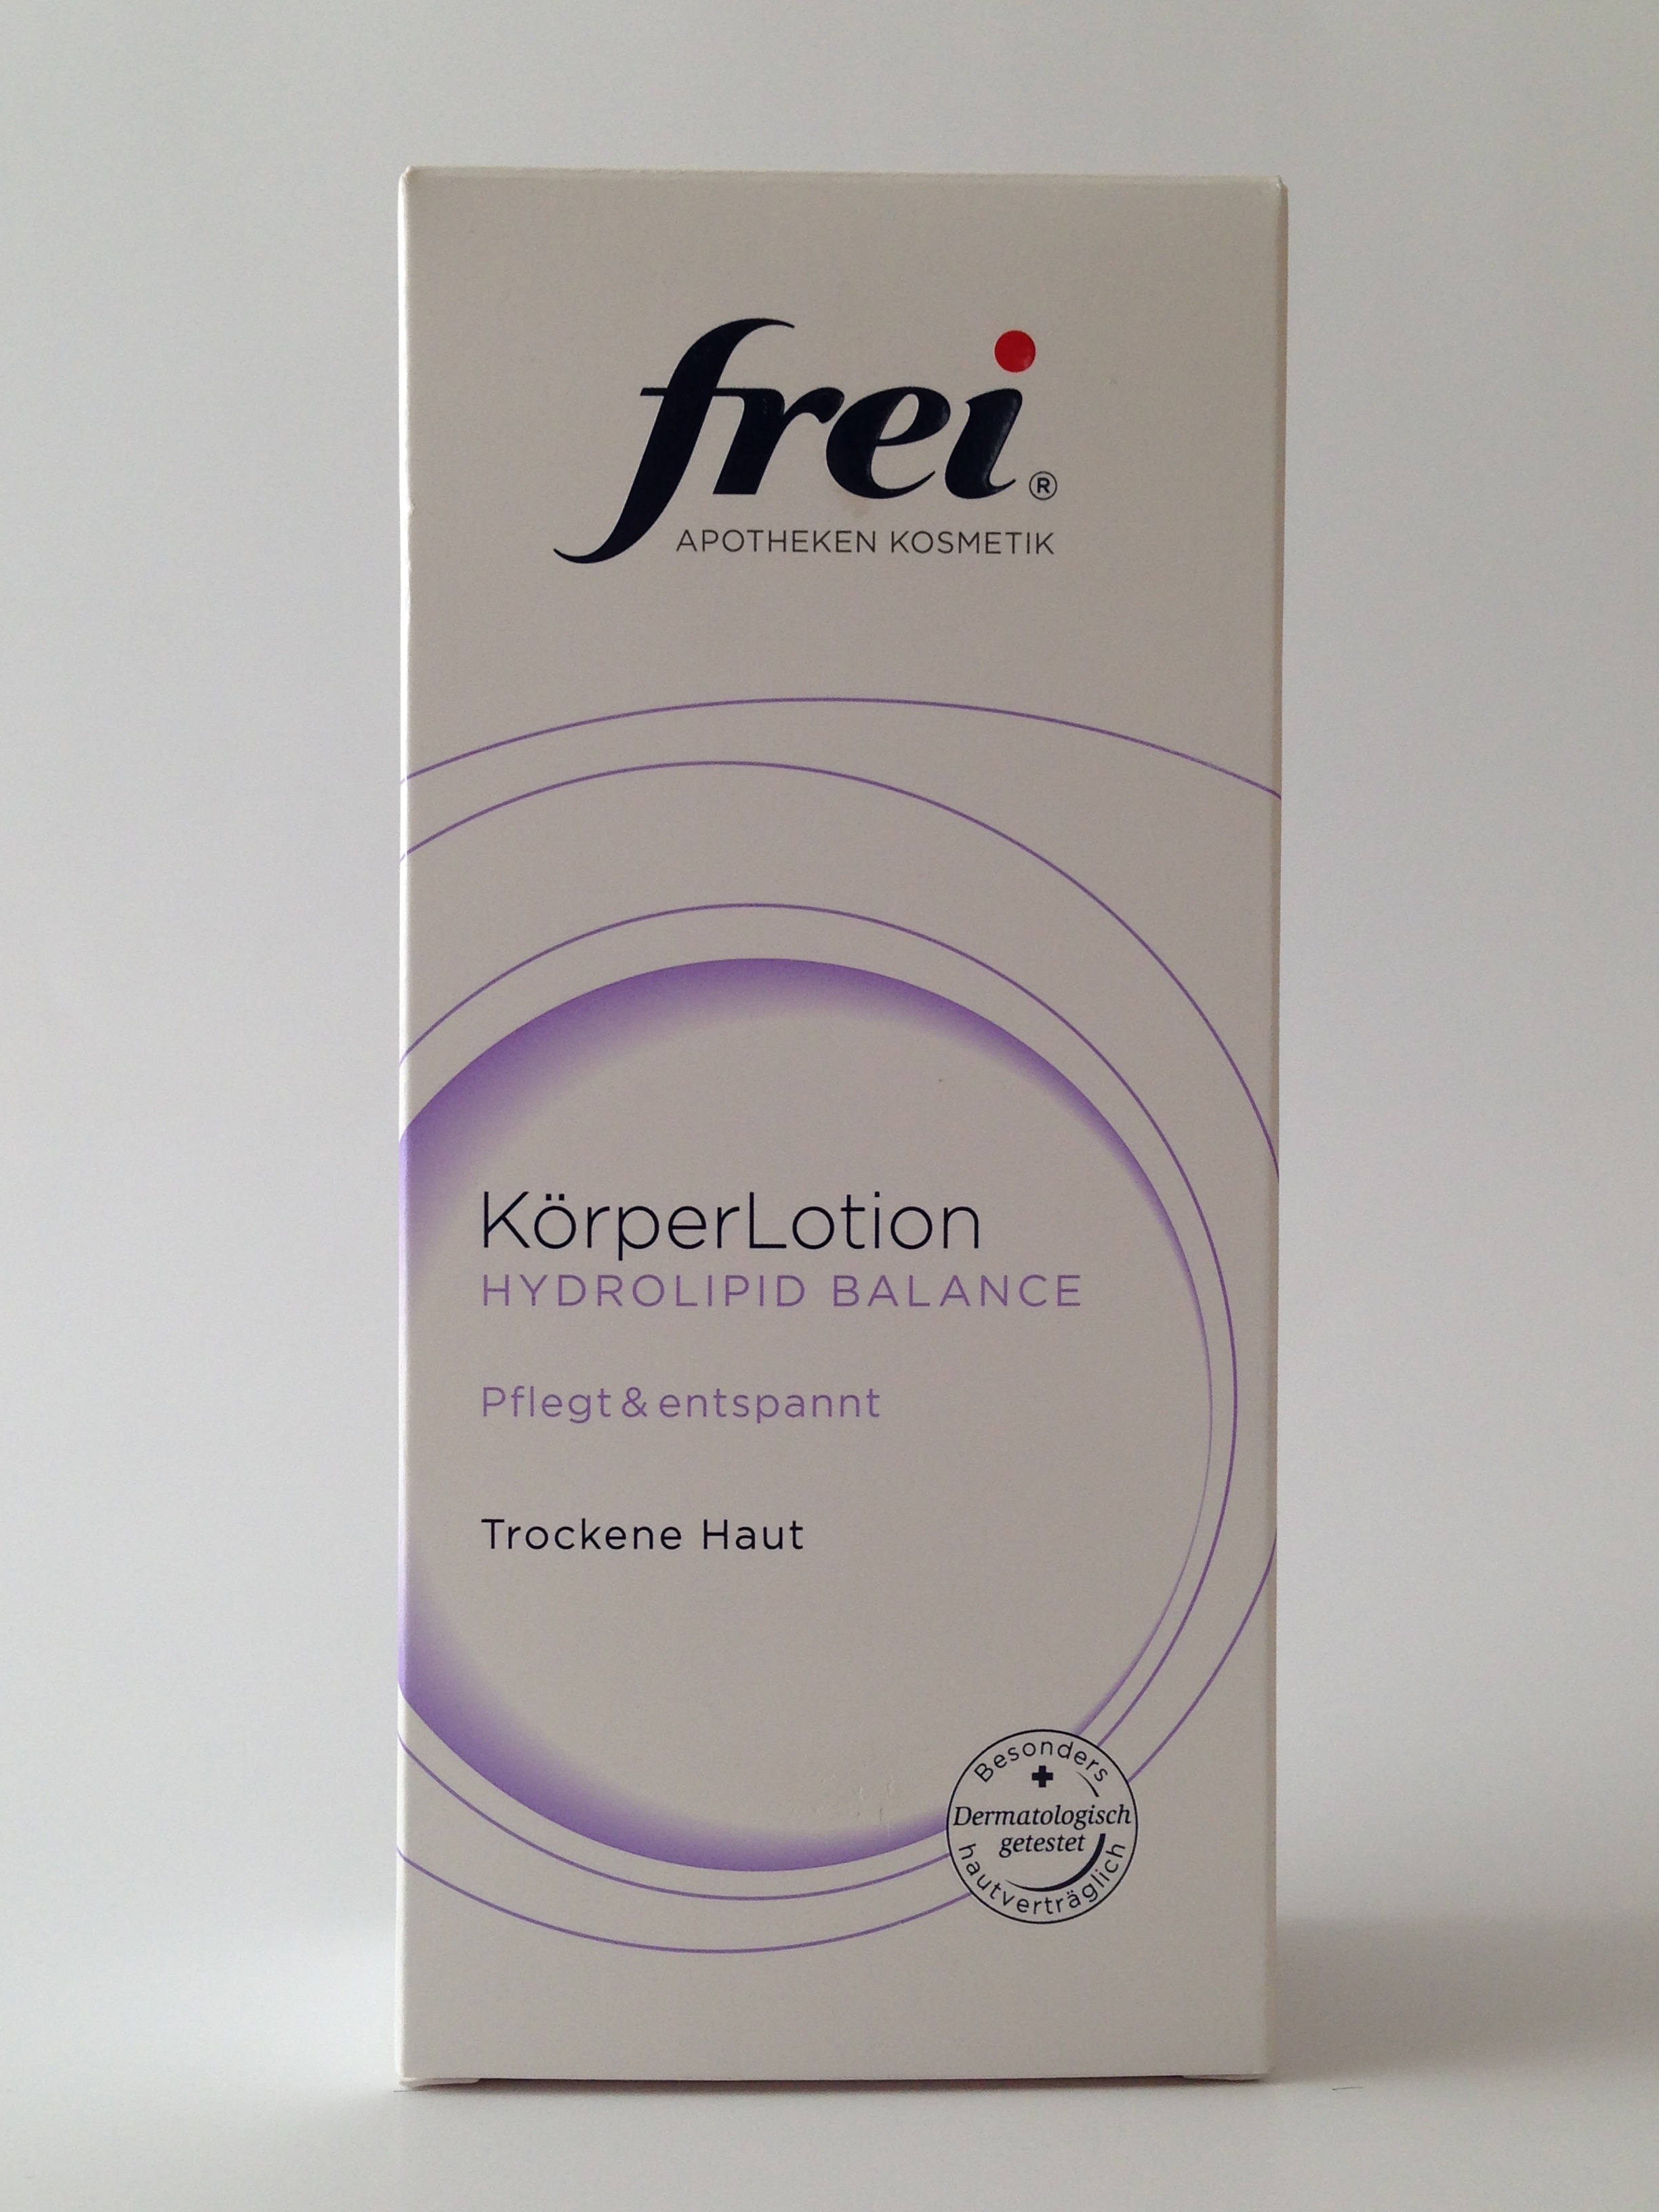 frei®
APOTHEKEN KOSMETIK
KörperLotion
HYDROLIPID BALANCE
Pflegt & entspannt
Trockene Haut
Besonders
Dermatologisch
getestet
hautverträglich